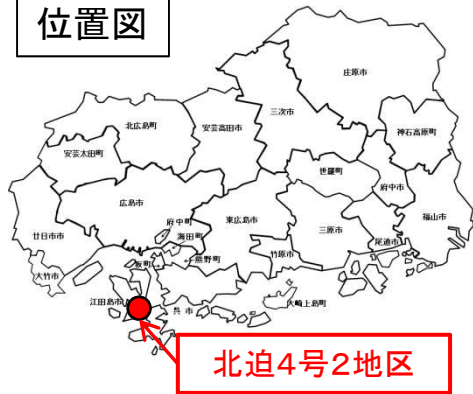 位置図
庄原市
三次市
北広島町
安芸高田市
神石高原町
安芸太田町
世羅町
府中市
広島市
福山市
府中町
東広島市
三原市
海田町
尾道市
廿日市市
熊野町
竹原市
坂町
大竹市
江田島市
大崎上島町
呉市
北迫4号2地区